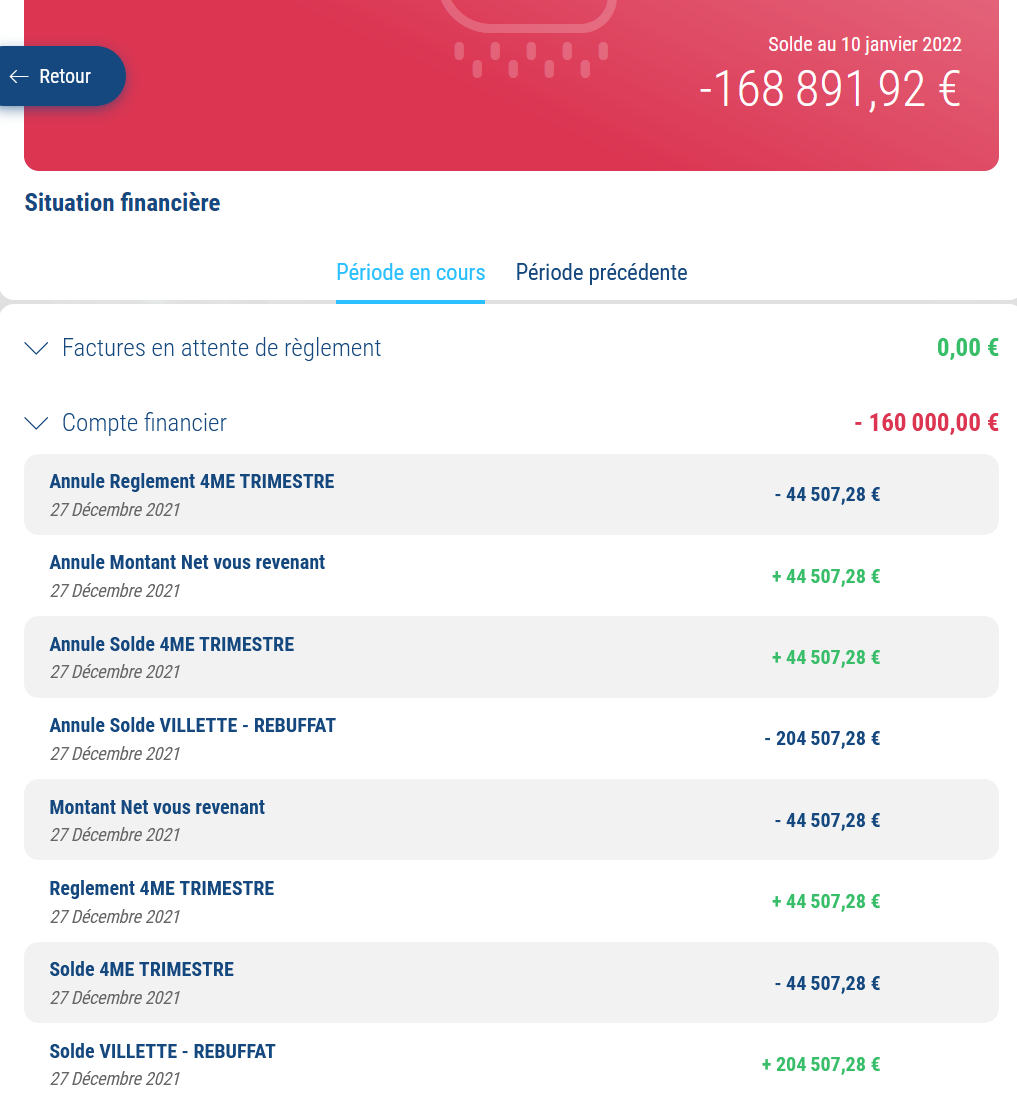 Solde au 10 janvier 2022
← Retour
-168 891,92 €
Situation financière
Période en cours Période précédente
Factures en attente de règlement 0,00 €
Compte financier - 160 000,00 €
Annule Reglement 4ME TRIMESTRE
27 Décembre 2021
- 44 507,28 €
Annule Montant Net vous revenant
27 Décembre 2021
+ 44 507,28 €
Annule Solde 4ME TRIMESTRE
27 Décembre 2021
+ 44 507,28 €
Annule Solde VILLETTE - REBUFFAT
27 Décembre 2021
- 204 507,28 €
Montant Net vous revenant
27 Décembre 2021
- 44 507,28 €
Reglement 4ME TRIMESTRE
27 Décembre 2021
+ 44 507,28 €
Solde 4ME TRIMESTRE
27 Décembre 2021
- 44 507,28 €
Solde VILLETTE - REBUFFAT
27 Décembre 2021
+ 204 507,28 €